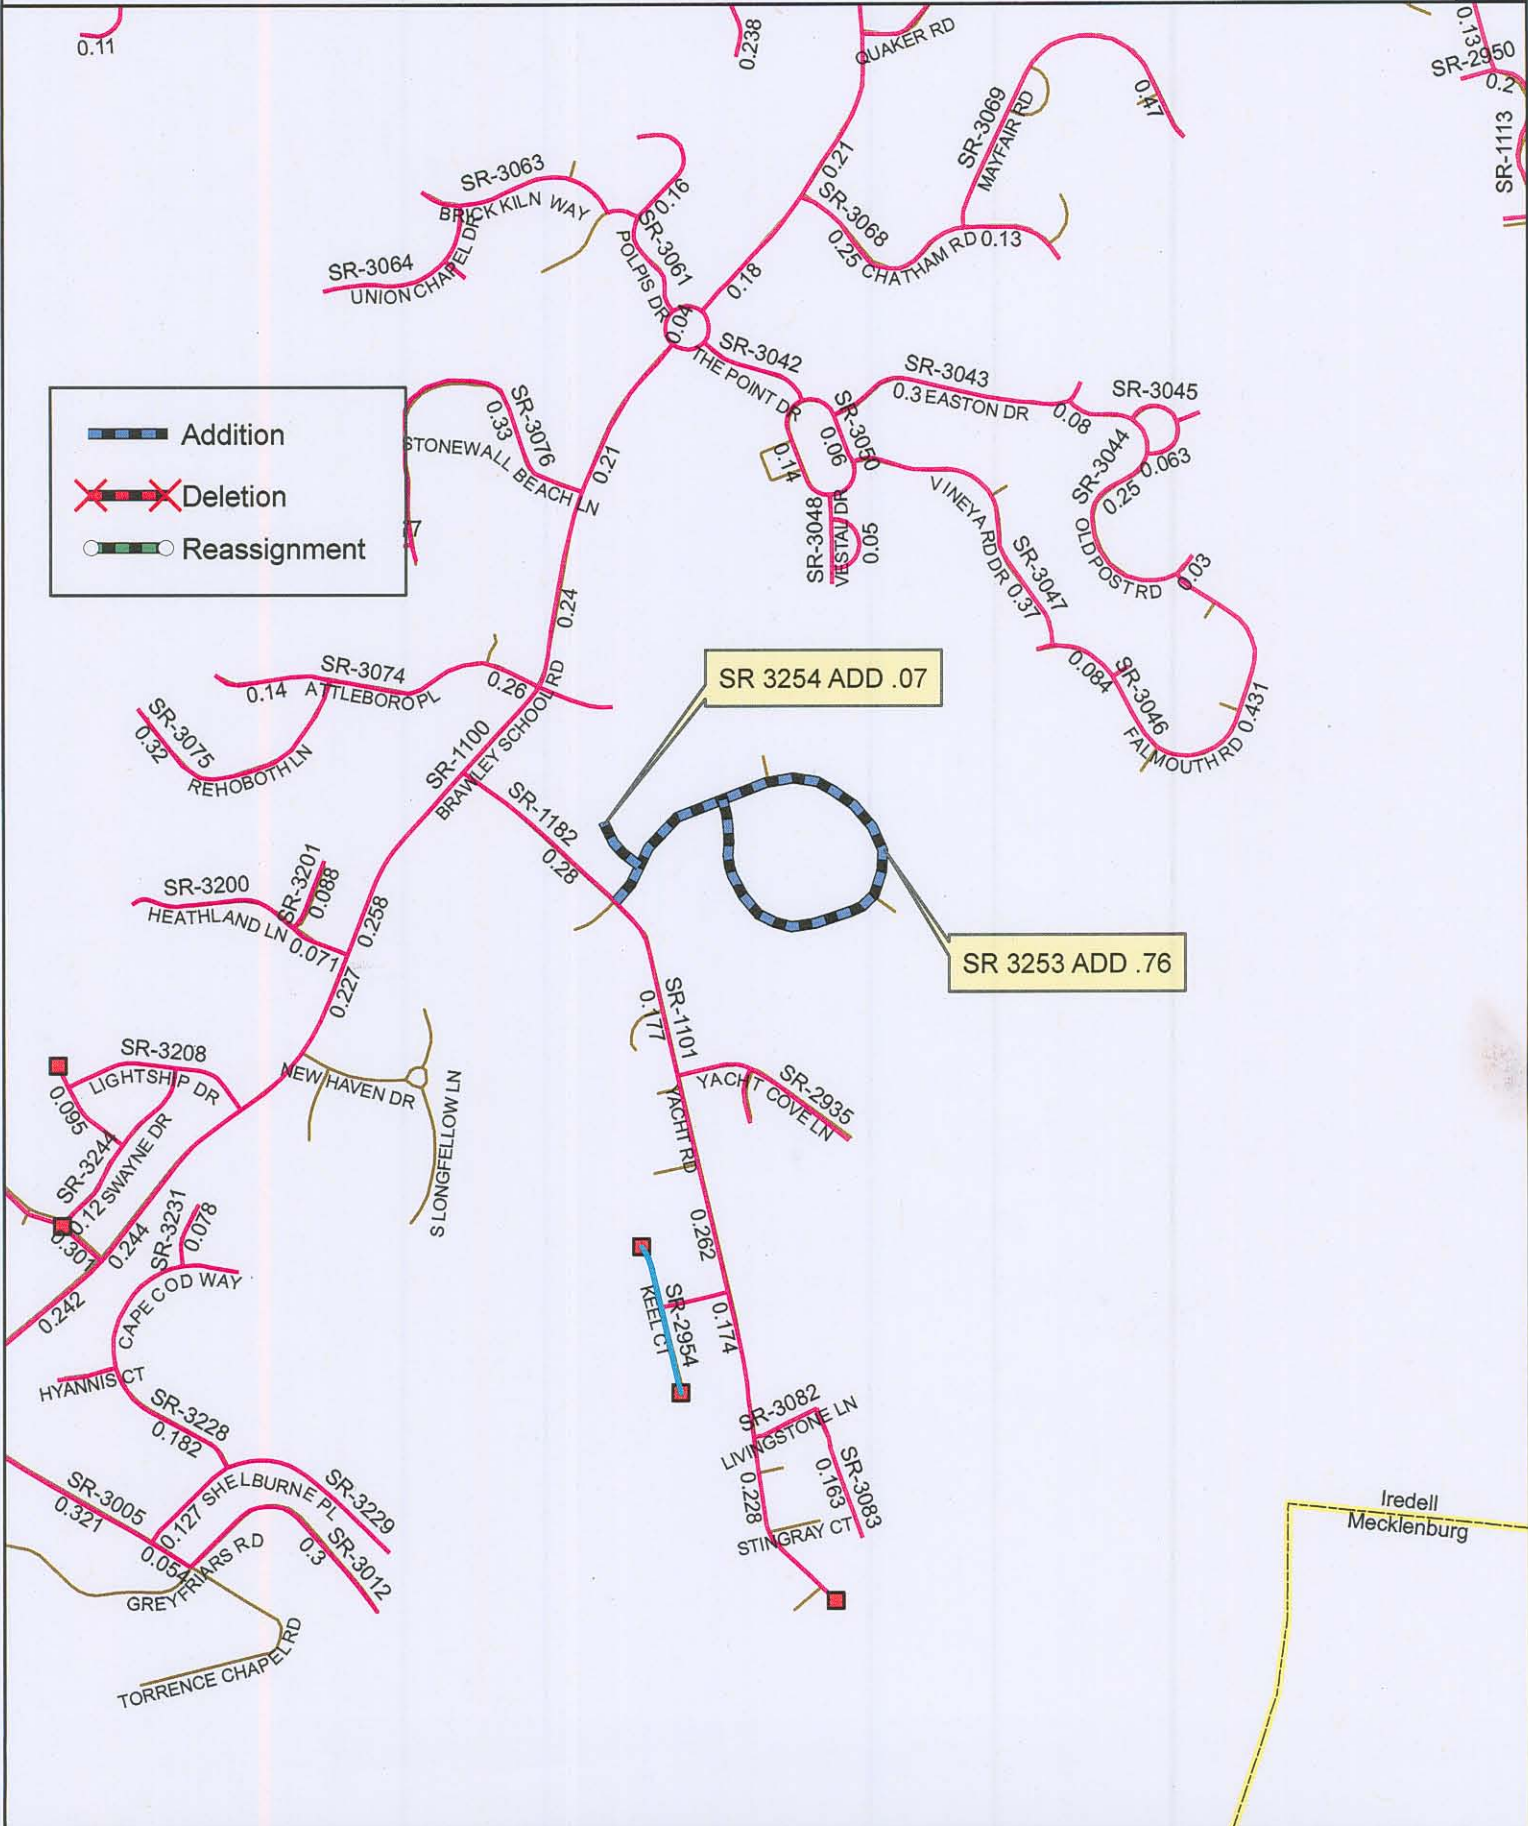 0.11
0.238
QUAKER RD
0.13
SR-2950
0.2
SR-1113
SR-3069
MAYFAIR RD
0.47
0.21
SR-3063
BRICK KILN WAY
0.16
SR-3061
POLPIS DR
SR-3068
0.25
CHATHAM RD
0.13
SR-3064
UNION CHAPEL DR
0.18
0.04
SR-3042
THE POINT DR
SR-3043
0.3
EASTON DR
0.08
SR-3045
SR-3044
0.063
0.25
SR-3050
0.06
0.14
SR-3048
VESTAL DR
0.05
VINEYARD DR
0.37
SR-3047
OLD POST RD
0.03
0.084
SR-3046
FALMOUTH RD
0.431
Addition
Deletion
Reassignment
SR-3076
0.33
STONEWALL BEACH LN
0.21
0.24
SR-3074
0.14
ATTLEBORO PL
0.26
SR-3075
0.32
REHOBOTH LN
SR-1100
BRAWLEY SCHOOL RD
SR 3254 ADD .07
SR-1182
0.28
SR 3253 ADD .76
SR-3200
HEATHLAND LN
SR-3201
0.088
0.071
0.258
0.227
SR-1101
0.177
YACHT RD
YACHT COVE LN
SR-2935
SR-3208
LIGHTSHIP DR
0.095
SR-3244
0.12
SWAYNE DR
0.301
0.244
0.242
NEW HAVEN DR
S LONGFELLOW LN
SR-3231
0.078
CAPE COD WAY
0.262
SR-2954
KEEL CT
0.174
HYANNIS CT
SR-3228
0.182
SR-3082
LIVINGSTONE LN
0.228
0.163
SR-3083
STINGRAY CT
SR-3005
0.321
0.127
SHELBURNE PL
SR-3229
0.054
GREYFRIARS RD
0.3
SR-3012
TORRENCE CHAPEL RD
Iredell
Mecklenburg